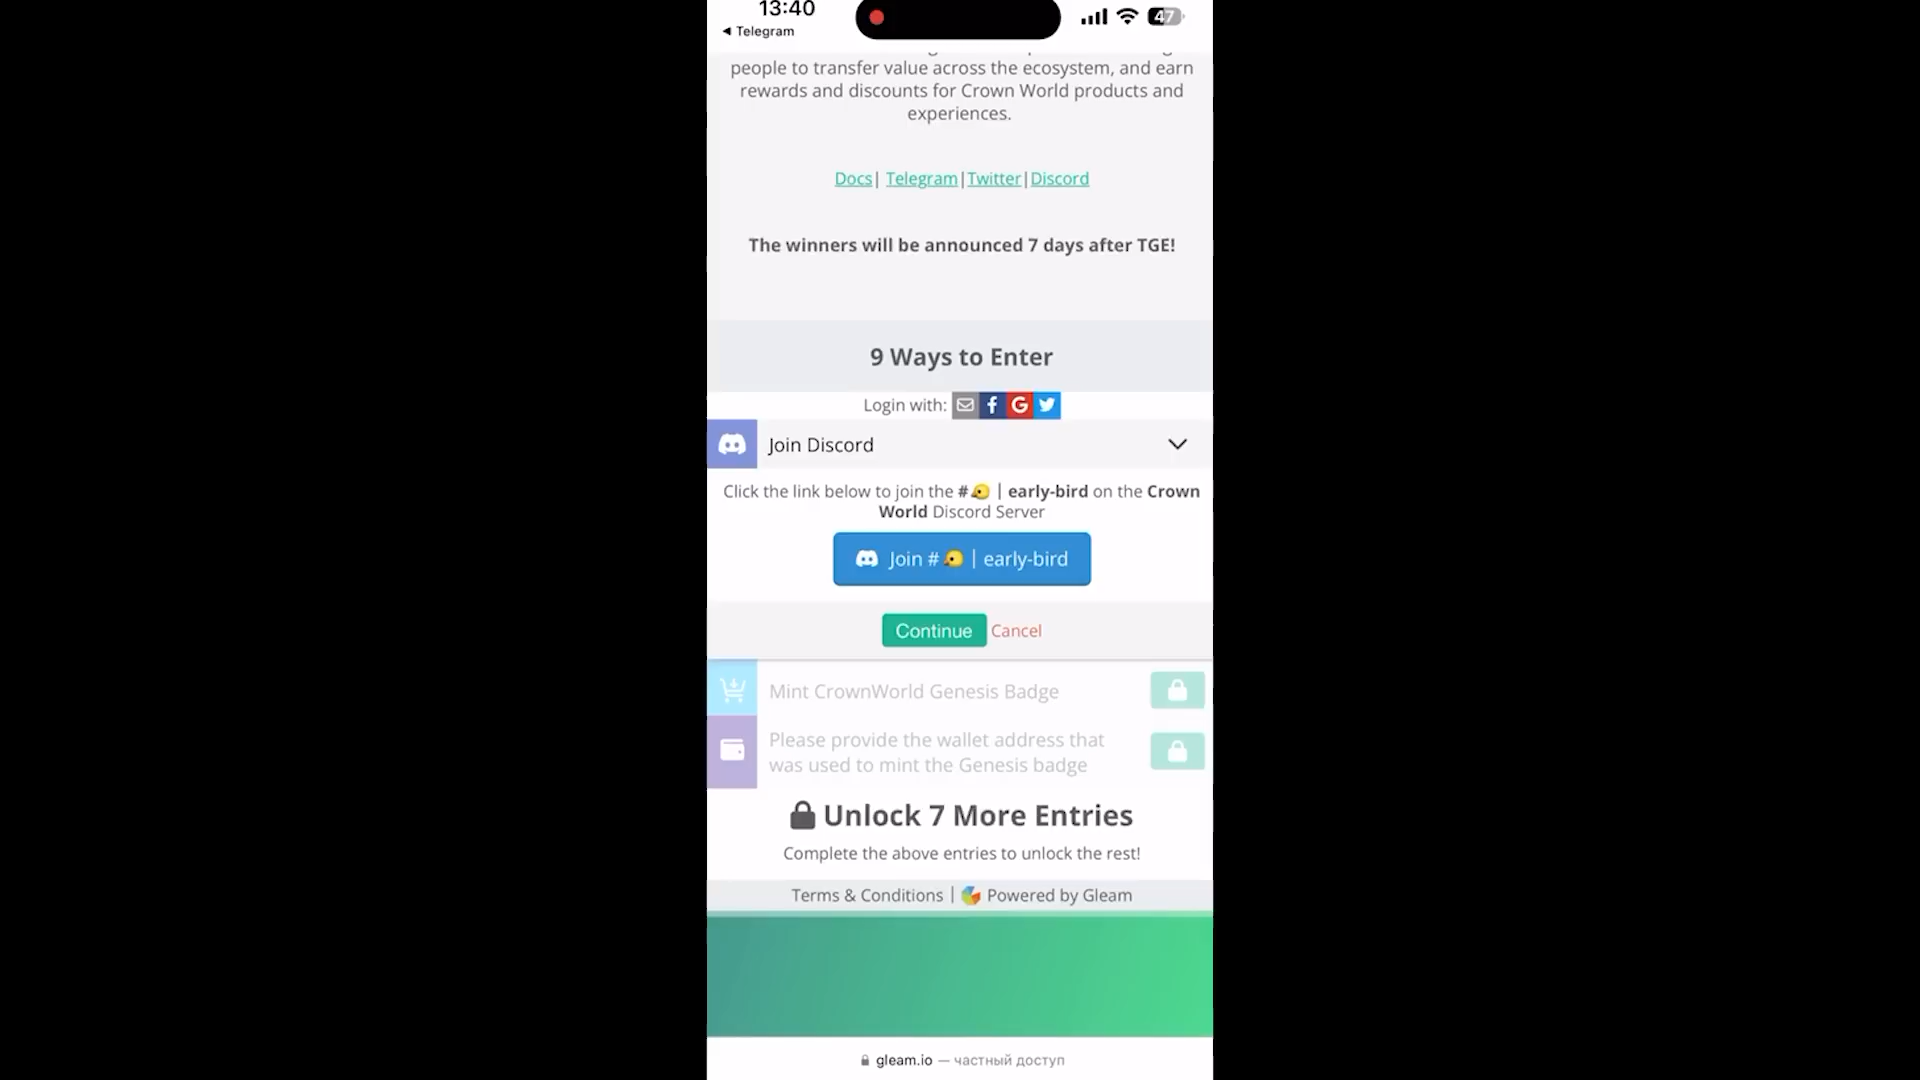 13:40
47
◄ Telegram
people to transfer value across the ecosystem, and earn
rewards and discounts for Crown World products and
experiences.
Docs| Telegram|Twitter|Discord
The winners will be announced 7 days after TGE!
9 Ways to Enter
Login with:
Join Discord
Click the link below to join the #🐤 | early-bird on the Crown
World Discord Server
Join #🐤 | early-bird
Continue Cancel
Mint CrownWorld Genesis Badge
Please provide the wallet address that
was used to mint the Genesis badge
Unlock 7 More Entries
Complete the above entries to unlock the rest!
Terms & Conditions | Powered by Gleam
gleam.io — частный доступ